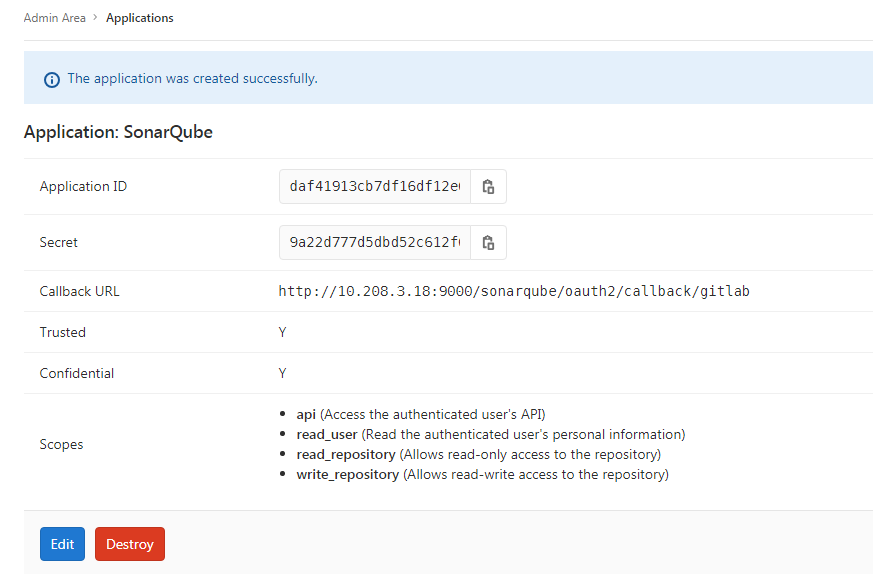 Admin Area > Applications
The application was created successfully.
Application: SonarQube
Application ID daf41913cb7df16df12e
Secret 9a22d777d5dbd52c612f
Callback URL http://10.208.3.18:9000/sonarqube/oauth2/callback/gitlab
Trusted Y
Confidential Y
Scopes
• api (Access the authenticated user's API)
• read_user (Read the authenticated user's personal information)
• read_repository (Allows read-only access to the repository)
• write_repository (Allows read-write access to the repository)
Edit Destroy